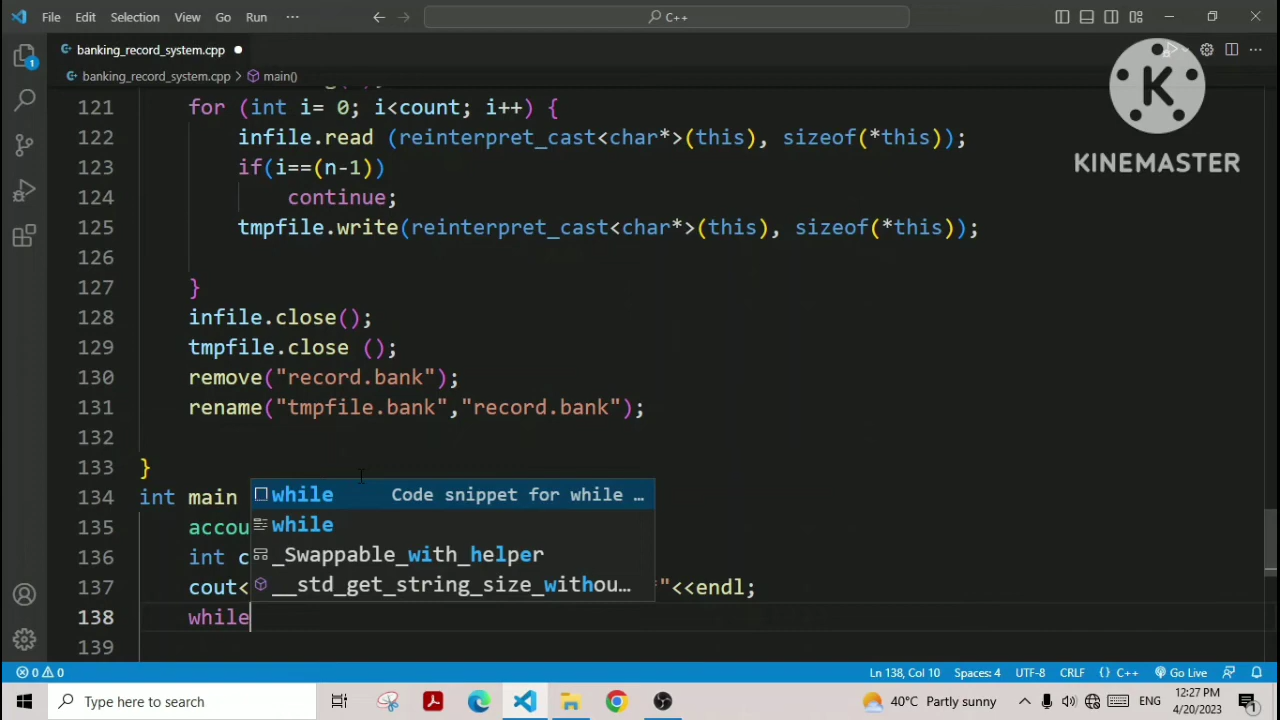 File Edit Selection View Go Run ··· C++
banking_record_system.cpp
banking_record_system.cpp > main()
121 for (int i= 0; i<count; i++) {
122 infile.read (reinterpret_cast<char*>(this), sizeof(*this));
123 if(i==(n-1))
124 continue;
125 tmpfile.write(reinterpret_cast<char*>(this), sizeof(*this));
126
127 }
128 infile.close();
129 tmpfile.close ();
130 remove("record.bank");
131 rename("tmpfile.bank","record.bank");
132
133 }
134 int main
135 accou
136 int c
137 cout< "<<endl;
138 while
139
while Code snippet for while …
while
_Swappable_with_helper
__std_get_string_size_withou…
K
KINEMASTER
1
0 0 Ln 138, Col 10 Spaces: 4 UTF-8 CRLF {} C++ Go Live
Type here to search 40°C Partly sunny ENG 12:27 PM
4/20/2023 1